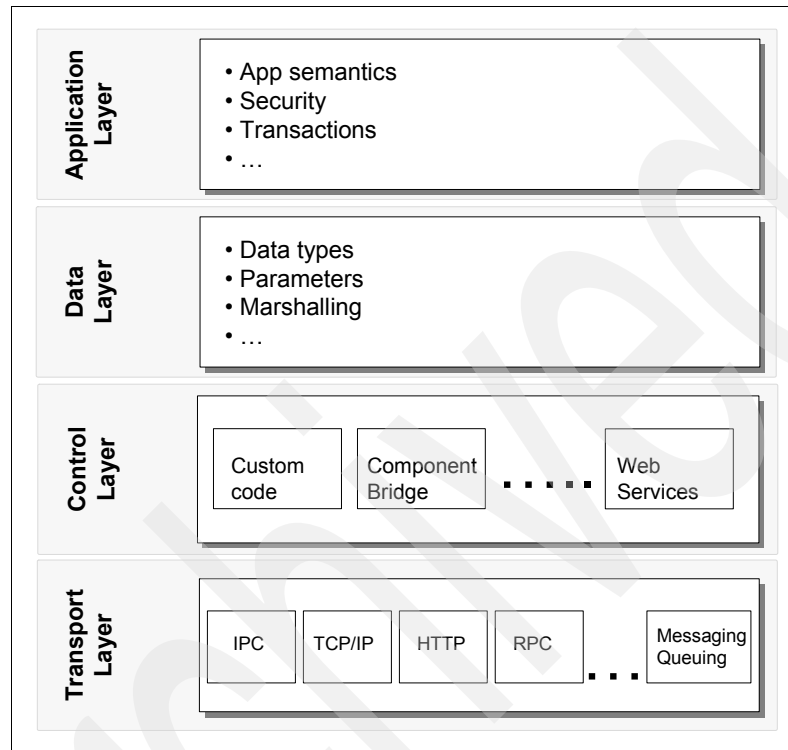 Application
Layer
• App semantics
• Security
• Transactions
• …
Data
Layer
• Data types
• Parameters
• Marshalling
• …
Control
Layer
Custom
code
Component
Bridge
Web
Services
Transport
Layer
IPC
TCP/IP
HTTP
RPC
Messaging
Queuing